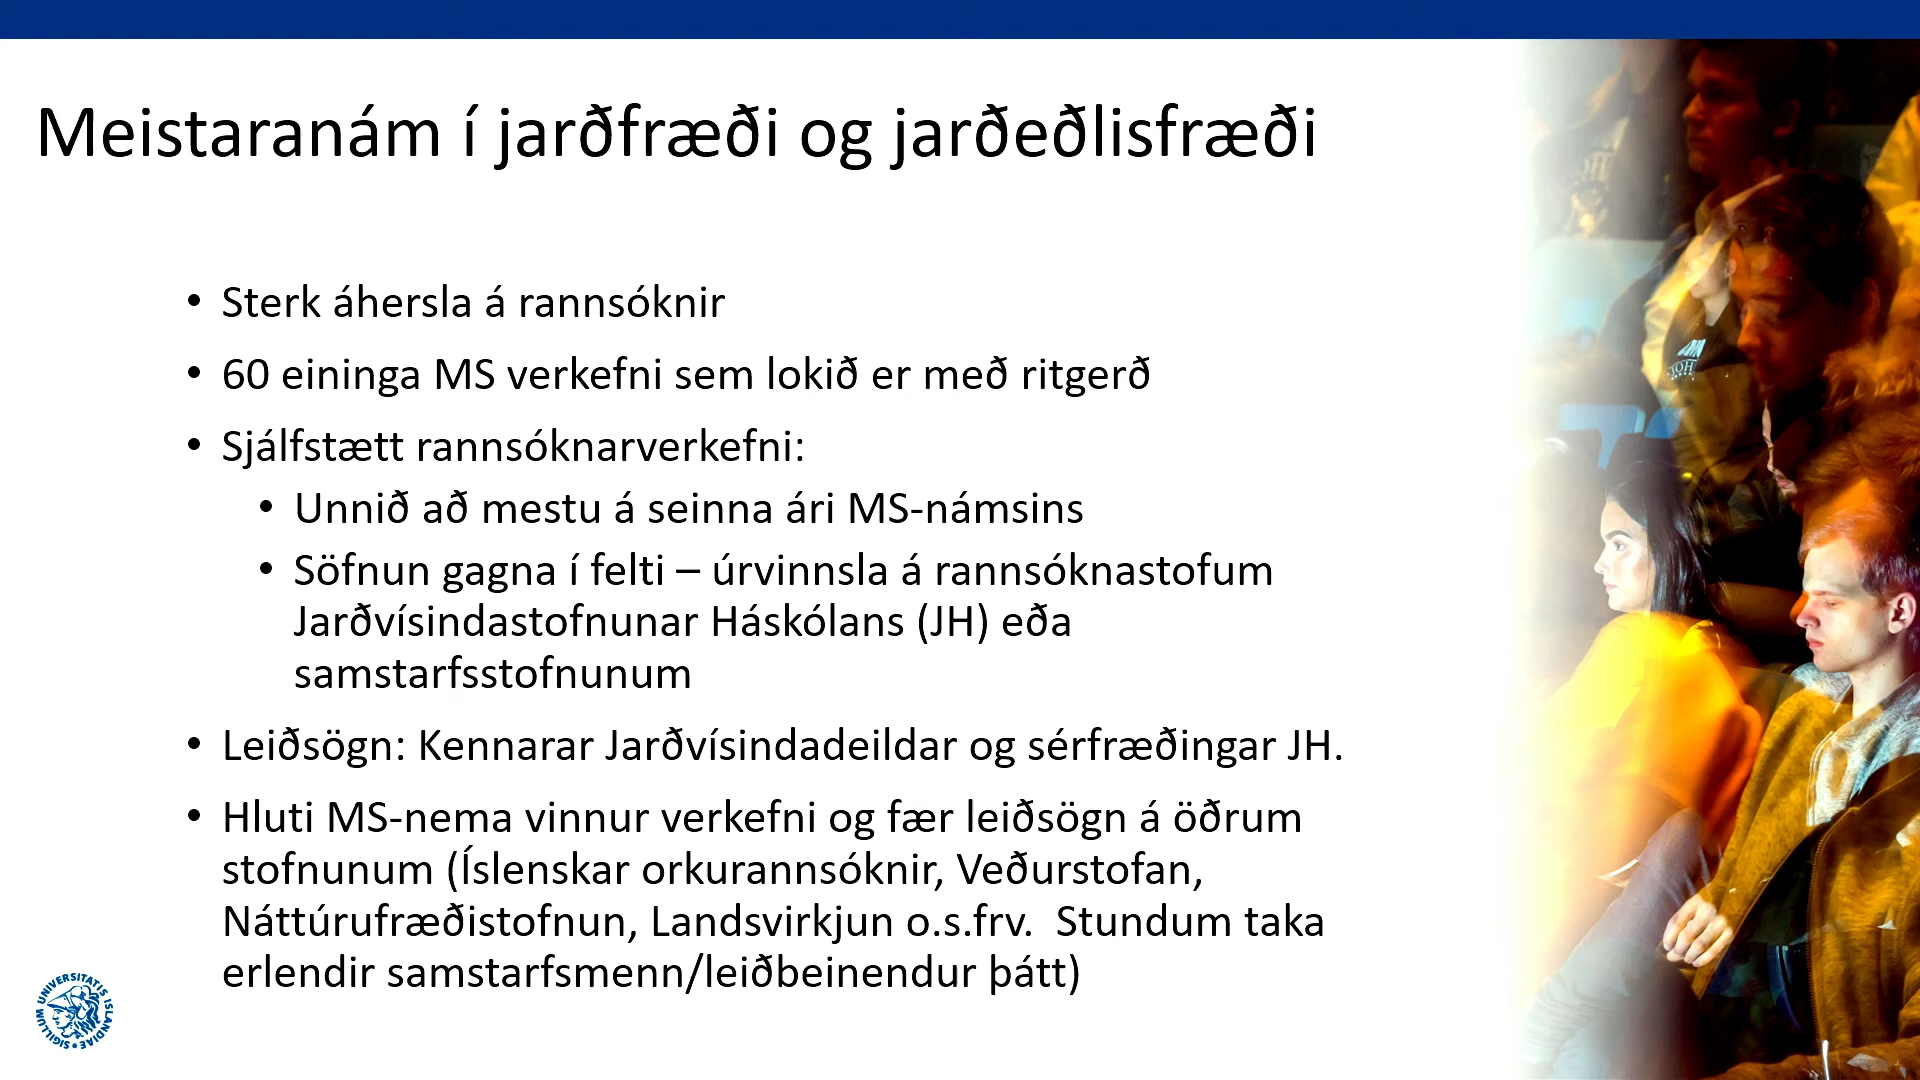 Meistaranám í jarðfræði og jarðeðlisfræði
• Sterk áhersla á rannsóknir
• 60 eininga MS verkefni sem lokið er með ritgerð
• Sjálfstætt rannsóknarverkefni:
• Unnið að mestu á seinna ári MS-námsins
• Söfnun gagna í felti – úrvinnsla á rannsóknastofum
Jarðvísindastofnunar Háskólans (JH) eða
samstarfsstofnunum
• Leiðsögn: Kennarar Jarðvísindadeildar og sérfræðingar JH.
• Hluti MS-nema vinnur verkefni og fær leiðsögn á öðrum
stofnunum (Íslenskar orkurannsóknir, Veðurstofan,
Náttúrufræðistofnun, Landsvirkjun o.s.frv.  Stundum taka
erlendir samstarfsmenn/leiðbeinendur þátt)
SIGILLUM UNIVERSITATIS ISLANDIAE